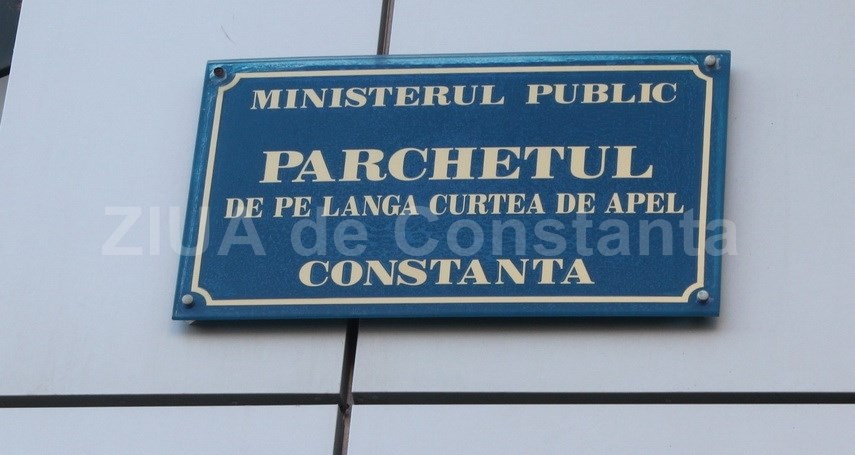 MINISTERUL PUBLIC
PARCHETUL
DE PE LANGA CURTEA DE APEL
ZIUA de Constanta
CONSTANTA